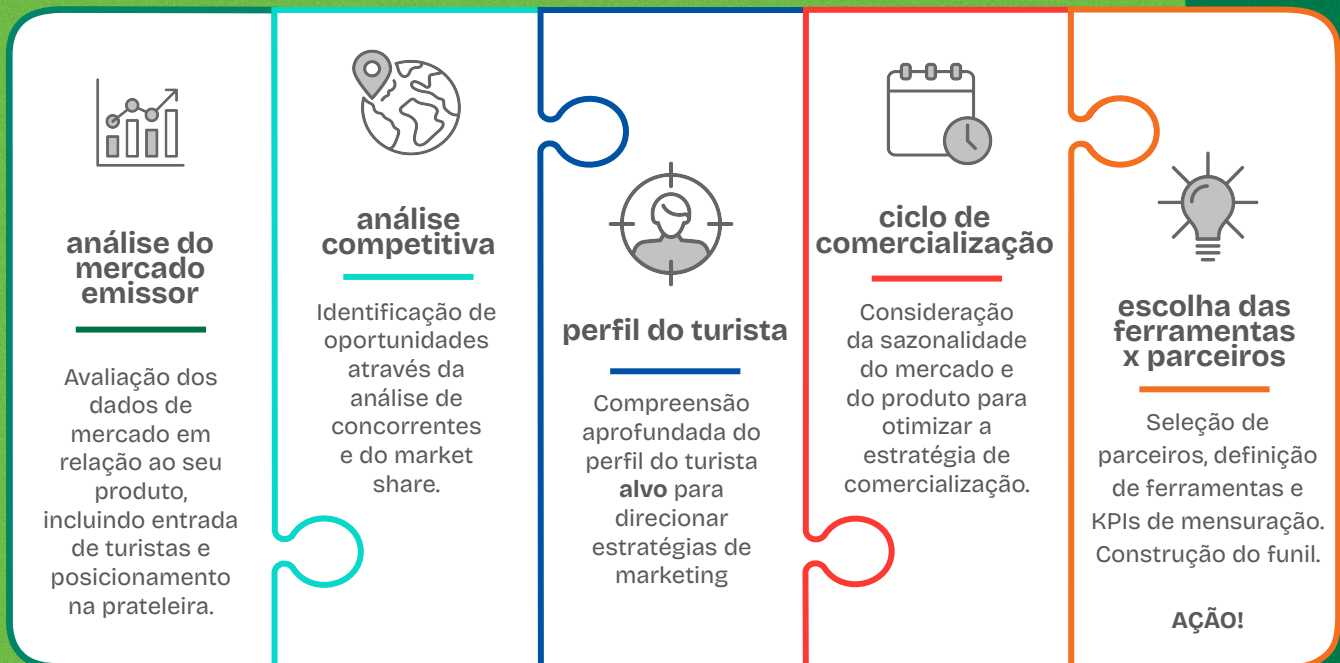 análise do
mercado
emissor
Avaliação dos
dados de
mercado em
relação ao seu
produto,
incluindo entrada
de turistas e
posicionamento
na prateleira.
análise
competitiva
Identificação de
oportunidades
através da
análise de
concorrentes
e do market
share.
perfil do turista
Compreensão
aprofundada do
perfil do turista
alvo para
direcionar
estratégias de
marketing
ciclo de
comercialização
Consideração
da sazonalidade
do mercado e
do produto para
otimizar a
estratégia de
comercialização.
escolha das
ferramentas
x parceiros
Seleção de
parceiros, definição
de ferramentas e
KPIs de mensuração.
Construção do funil.
AÇÃO!